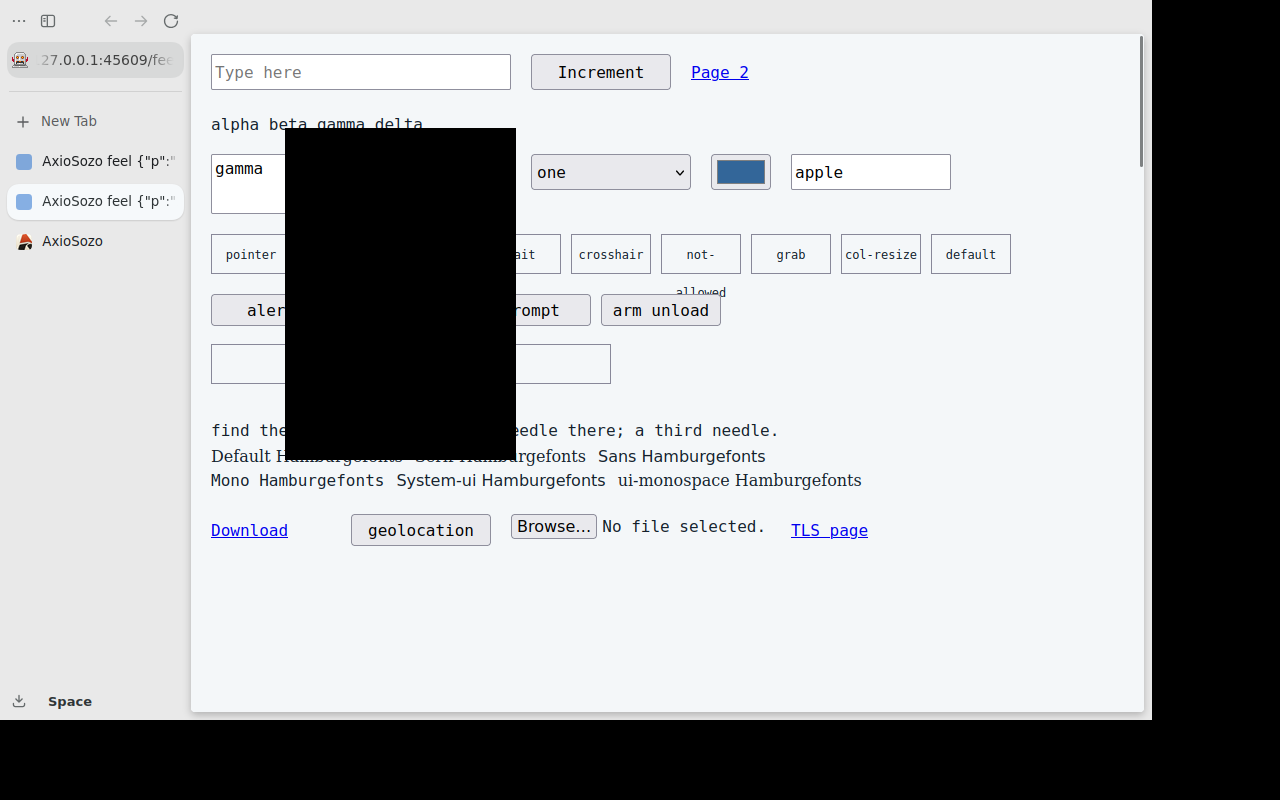 27.0.0.1:45609/fee
New Tab
AxioSozo feel {"p":"
AxioSozo feel {"p":"
AxioSozo
Space
Type here
Increment
Page 2
alpha beta gamma delta
gamma
one
apple
pointer
ait
crosshair
not-allowed
grab
col-resize
default
aler
rompt
arm unload
find the
eedle there; a third needle.
Default Hamburgefonts Serif Hamburgefonts Sans Hamburgefonts
Mono Hamburgefonts System-ui Hamburgefonts ui-monospace Hamburgefonts
Download
geolocation
Browse...
No file selected.
TLS page